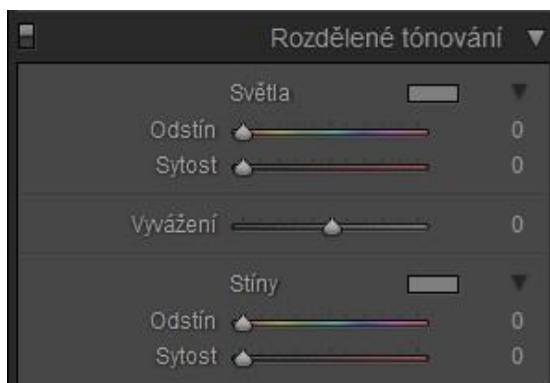 Rozdělené tónování
Světla
Odstín 0
Sytost 0
Vyvážení 0
Stíny
Odstín 0
Sytost 0